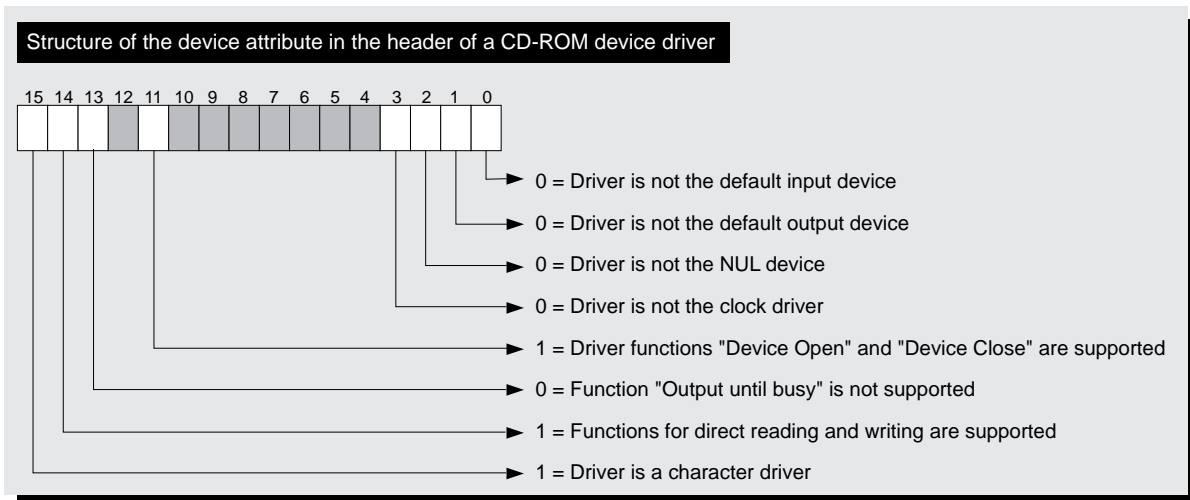 Structure of the device attribute in the header of a CD-ROM device driver
15 14 13 12 11 10 9 8 7 6 5 4 3 2 1 0
0 = Driver is not the default input device
0 = Driver is not the default output device
0 = Driver is not the NUL device
0 = Driver is not the clock driver
1 = Driver functions "Device Open" and "Device Close" are supported
0 = Function "Output until busy" is not supported
1 = Functions for direct reading and writing are supported
1 = Driver is a character driver